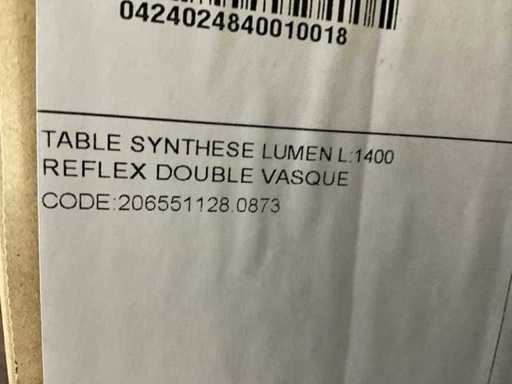 0424024840010018
TABLE SYNTHESE LUMEN L:1400
REFLEX DOUBLE VASQUE
CODE:206551128.0873